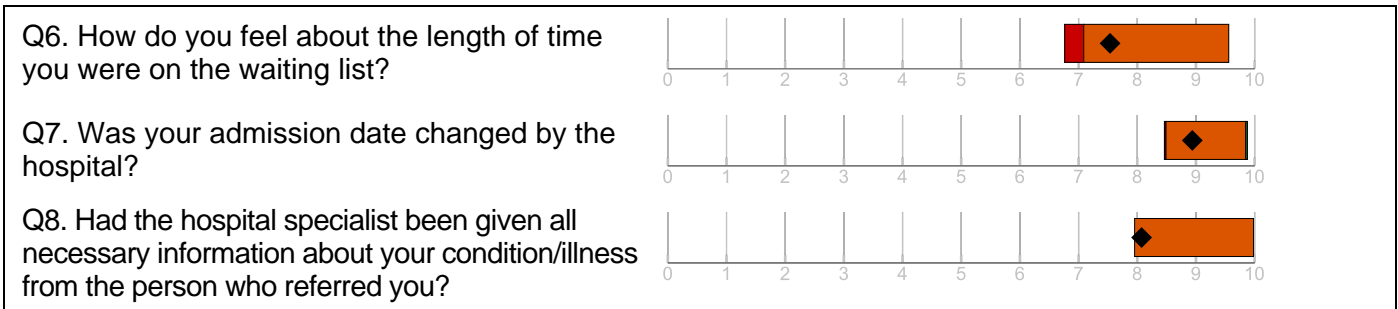 Q6. How do you feel about the length of time
you were on the waiting list?
0 1 2 3 4 5 6 7 8 9 10
Q7. Was your admission date changed by the
hospital?
0 1 2 3 4 5 6 7 8 9 10
Q8. Had the hospital specialist been given all
necessary information about your condition/illness
from the person who referred you?
0 1 2 3 4 5 6 7 8 9 10